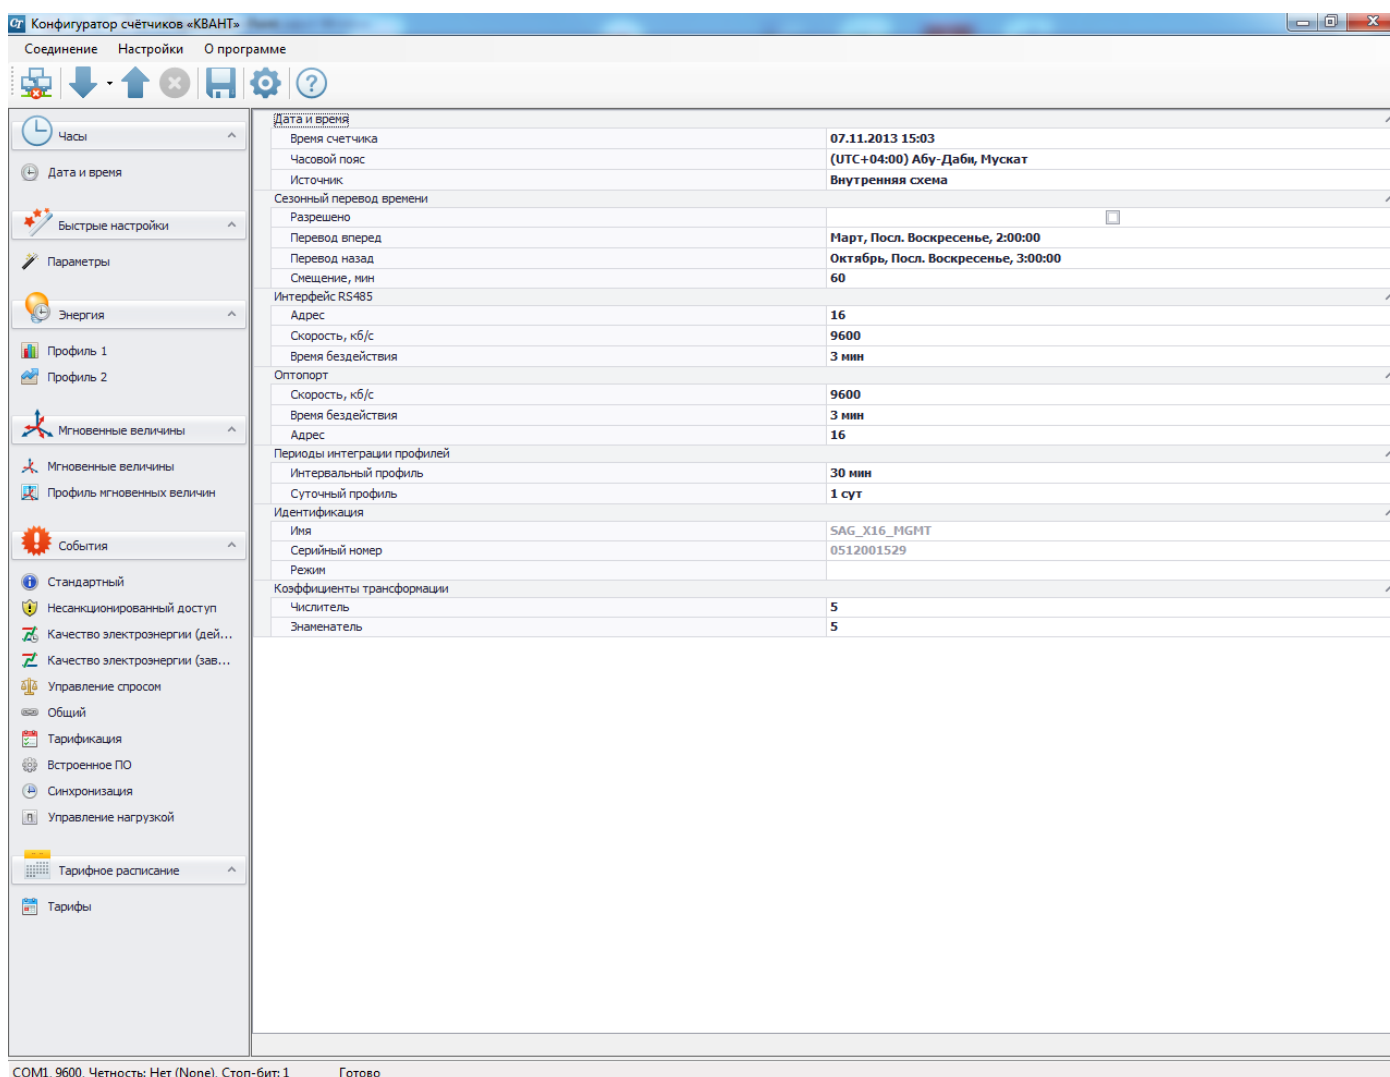 Ст Конфигуратор счётчиков «КВАНТ»
Соединение Настройки О программе
Часы
Дата и время
Быстрые настройки
Параметры
Энергия
Профиль 1
Профиль 2
Мгновенные величины
Мгновенные величины
Профиль мгновенных величин
События
Стандартный
Несанкционированный доступ
Качество электроэнергии (дей...
Качество электроэнергии (зав...
Управление спросом
Общий
Тарификация
Встроенное ПО
Синхронизация
Управление нагрузкой
Тарифное расписание
Тарифы
Дата и время
Время счетчика 07.11.2013 15:03
Часовой пояс (UTC+04:00) Абу-Даби, Мускат
Источник Внутренняя схема
Сезонный перевод времени
Разрешено
Перевод вперед Март, Посл. Воскресенье, 2:00:00
Перевод назад Октябрь, Посл. Воскресенье, 3:00:00
Смещение, мин 60
Интерфейс RS485
Адрес 16
Скорость, кб/с 9600
Время бездействия 3 мин
Оптопорт
Скорость, кб/с 9600
Время бездействия 3 мин
Адрес 16
Периоды интеграции профилей
Интервальный профиль 30 мин
Суточный профиль 1 сут
Идентификация
Имя SAG_X16_MGMT
Серийный номер 0512001529
Режим
Коэффициенты трансформации
Числитель 5
Знаменатель 5
COM1, 9600, Четность: Нет (None), Стоп-бит: 1 Готово